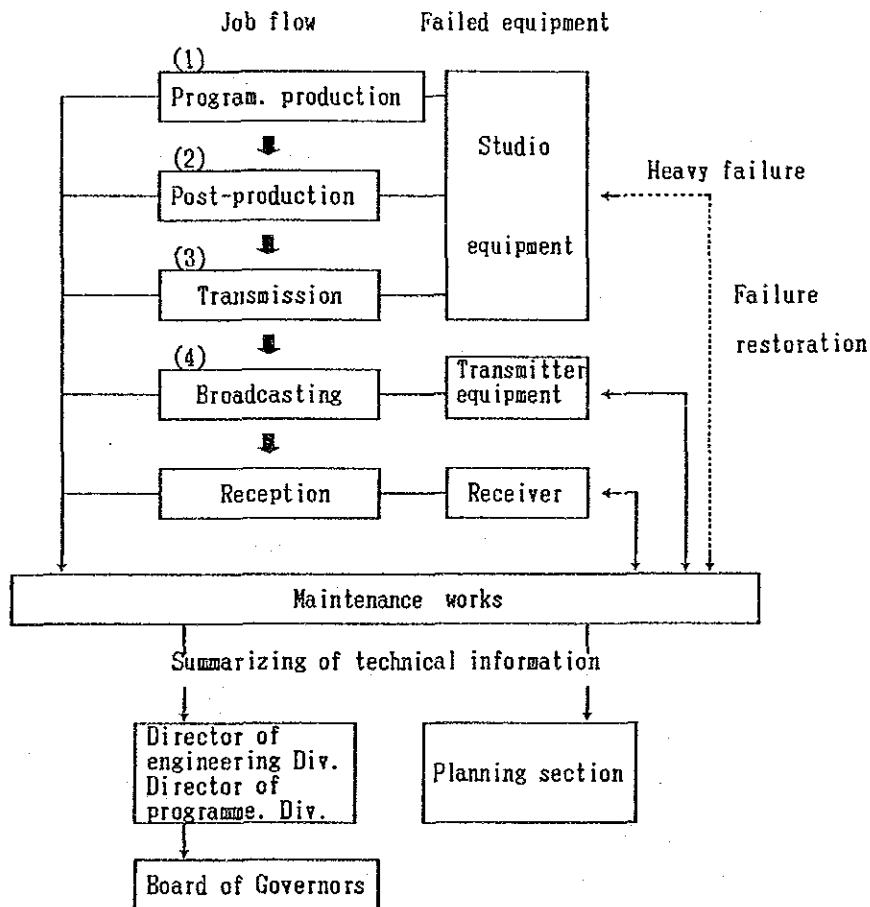 Job flow
Failed equipment
(1)
Program. production
Studio
equipment
(2)
Post-production
Heavy failure
(3)
Transmission
Failure
restoration
(4)
Broadcasting
Transmitter
equipment
Reception
Receiver
Maintenance works
Summarizing of technical information
Director of
engineering Div.
Director of
programme. Div.
Planning section
Board of Governors